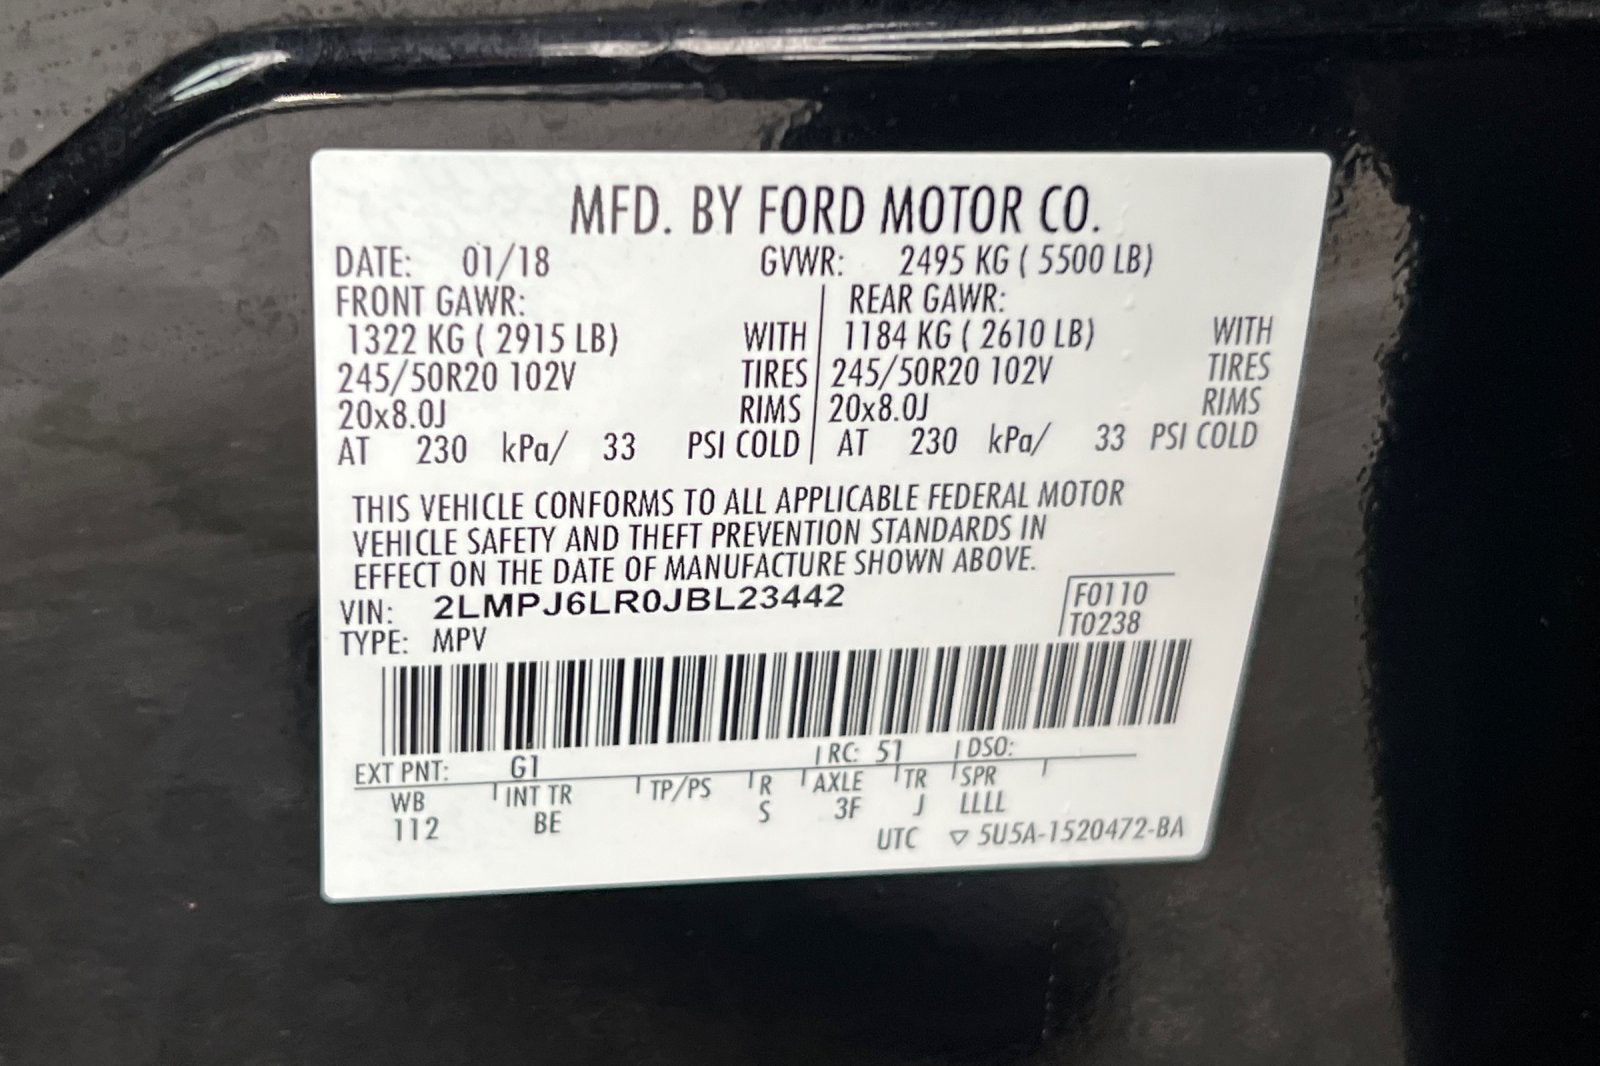 MFD. BY FORD MOTOR CO.
DATE: 01/18 GVWR: 2495 KG ( 5500 LB)
FRONT GAWR: REAR GAWR:
1322 KG ( 2915 LB) WITH 1184 KG ( 2610 LB) WITH
245/50R20 102V TIRES 245/50R20 102V TIRES
20x8.0J RIMS 20x8.0J RIMS
AT 230 kPa/ 33 PSI COLD AT 230 kPa/ 33 PSI COLD
THIS VEHICLE CONFORMS TO ALL APPLICABLE FEDERAL MOTOR
VEHICLE SAFETY AND THEFT PREVENTION STANDARDS IN
EFFECT ON THE DATE OF MANUFACTURE SHOWN ABOVE.
VIN: 2LMPJ6LR0JBL23442 F0110
TYPE: MPV T0238
EXT PNT: G1 RC: 51 DSO:
WB INT TR TP/PS R AXLE TR SPR
112 BE S 3F J LLLL
UTC ▽ 5U5A-1520472-BA